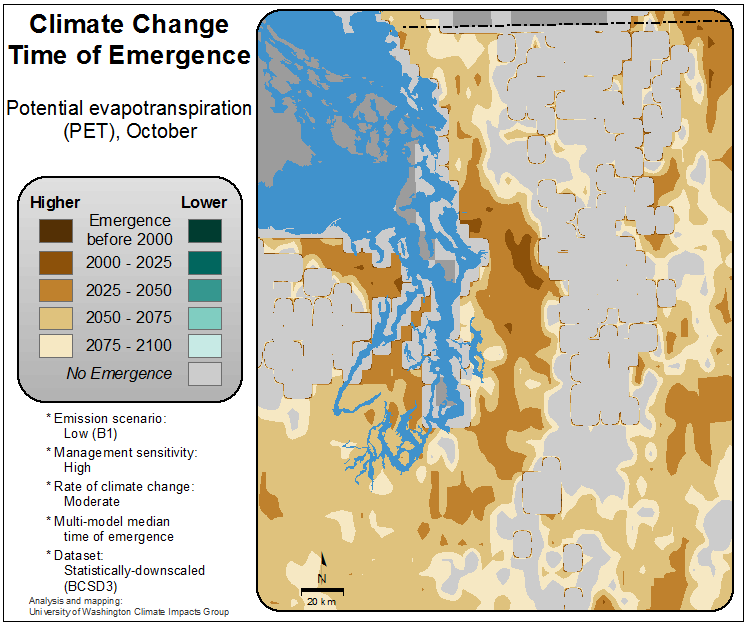 Climate Change
Time of Emergence
Potential evapotranspiration
(PET), October
Higher Lower
Emergence
before 2000
2000 - 2025
2025 - 2050
2050 - 2075
2075 - 2100
No Emergence
* Emission scenario:
Low (B1)
* Management sensitivity:
High
* Rate of climate change:
Moderate
* Multi-model median
time of emergence
* Dataset:
Statistically-downscaled
(BCSD3)
Analysis and mapping:
University of Washington Climate Impacts Group
N
20 km